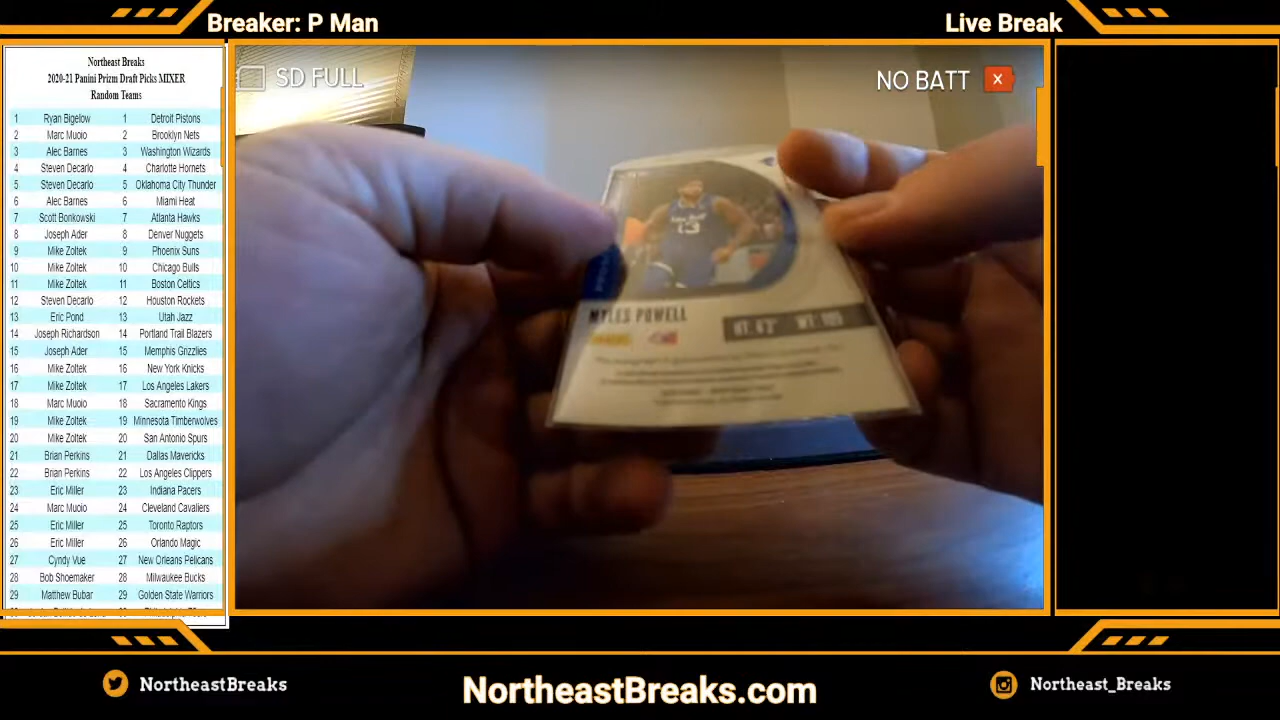 Breaker: P Man
Live Break
Northeast Breaks
2020-21 Panini Prizm Draft Picks MIXER
Random Teams
1 Ryan Bigelow 1 Detroit Pistons
2 Marc Muoio 2 Brooklyn Nets
3 Alec Barnes 3 Washington Wizards
4 Steven Decarlo 4 Charlotte Hornets
5 Steven Decarlo 5 Oklahoma City Thunder
6 Alec Barnes 6 Miami Heat
7 Scott Bonkowski 7 Atlanta Hawks
8 Joseph Ader 8 Denver Nuggets
9 Mike Zoltek 9 Phoenix Suns
10 Mike Zoltek 10 Chicago Bulls
11 Mike Zoltek 11 Boston Celtics
12 Steven Decarlo 12 Houston Rockets
13 Eric Pond 13 Utah Jazz
14 Joseph Richardson 14 Portland Trail Blazers
15 Joseph Ader 15 Memphis Grizzlies
16 Mike Zoltek 16 New York Knicks
17 Mike Zoltek 17 Los Angeles Lakers
18 Marc Muoio 18 Sacramento Kings
19 Mike Zoltek 19 Minnesota Timberwolves
20 Mike Zoltek 20 San Antonio Spurs
21 Brian Perkins 21 Dallas Mavericks
22 Brian Perkins 22 Los Angeles Clippers
23 Eric Miller 23 Indiana Pacers
24 Marc Muoio 24 Cleveland Cavaliers
25 Eric Miller 25 Toronto Raptors
26 Eric Miller 26 Orlando Magic
27 Cyndy Vue 27 New Orleans Pelicans
28 Bob Shoemaker 28 Milwaukee Bucks
29 Matthew Bubar 29 Golden State Warriors
SD FULL
NO BATT
13
MYLES POWELL
NortheastBreaks
NortheastBreaks.com
Northeast_Breaks